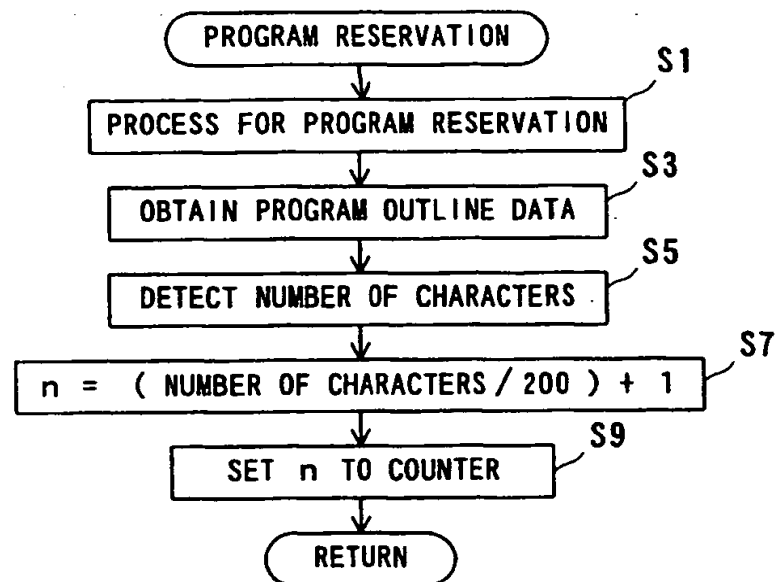 PROGRAM RESERVATION
S1
PROCESS FOR PROGRAM RESERVATION
S3
OBTAIN PROGRAM OUTLINE DATA
S5
DETECT NUMBER OF CHARACTERS
S7
n = ( NUMBER OF CHARACTERS / 200 ) + 1
S9
SET n TO COUNTER
RETURN